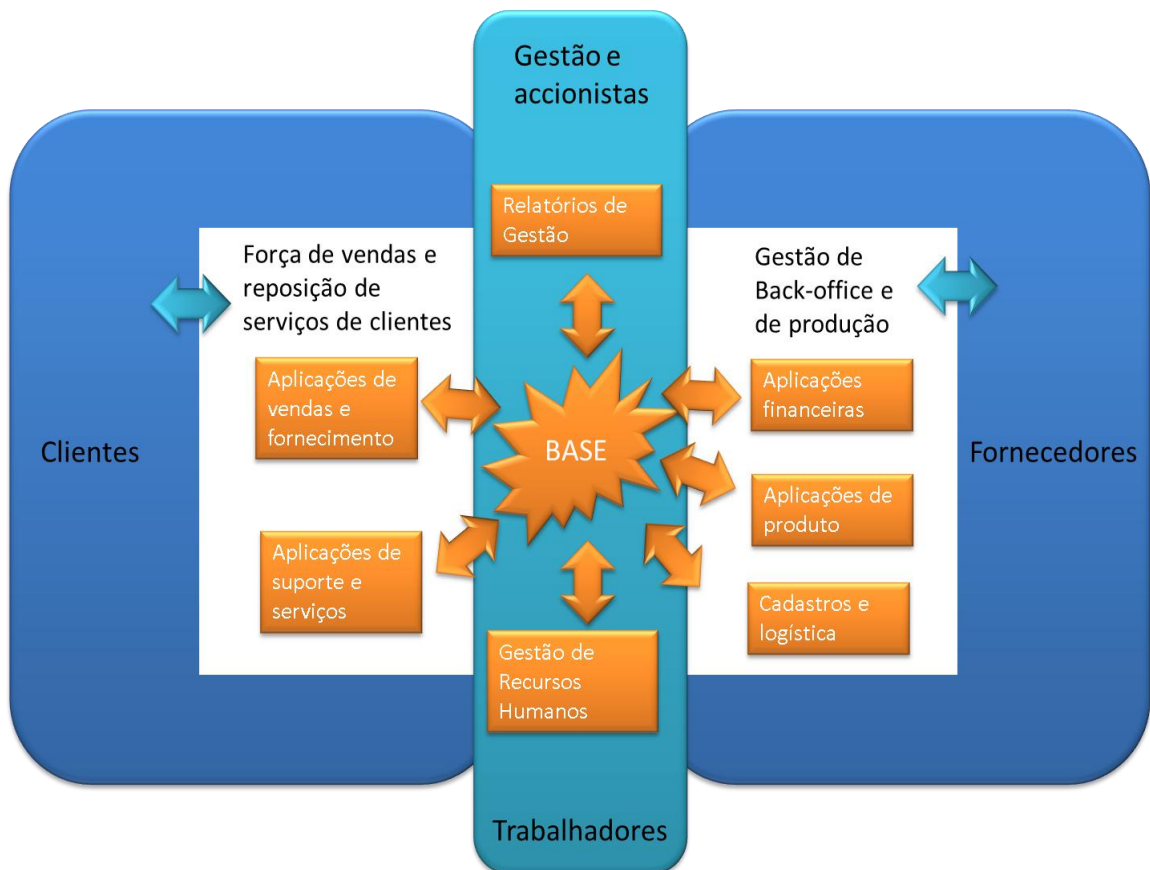 Gestão e
accionistas
Relatórios de
Gestão
Força de vendas e
reposição de
serviços de clientes
Gestão de
Back-office e
de produção
Aplicações de
vendas e
fornecimento
Aplicações
financeiras
Clientes
BASE
Fornecedores
Aplicações de
produto
Aplicações de
suporte e
serviços
Cadastros e
logística
Gestão de
Recursos
Humanos
Trabalhadores